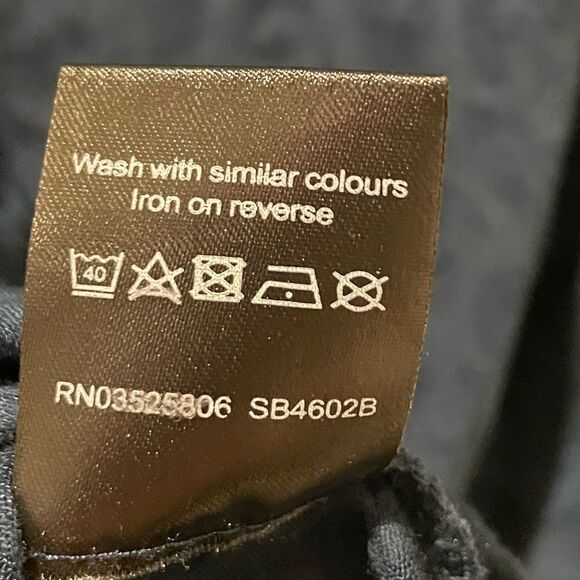 Wash with similar colours
Iron on reverse
40
RN03525806 SB4602B